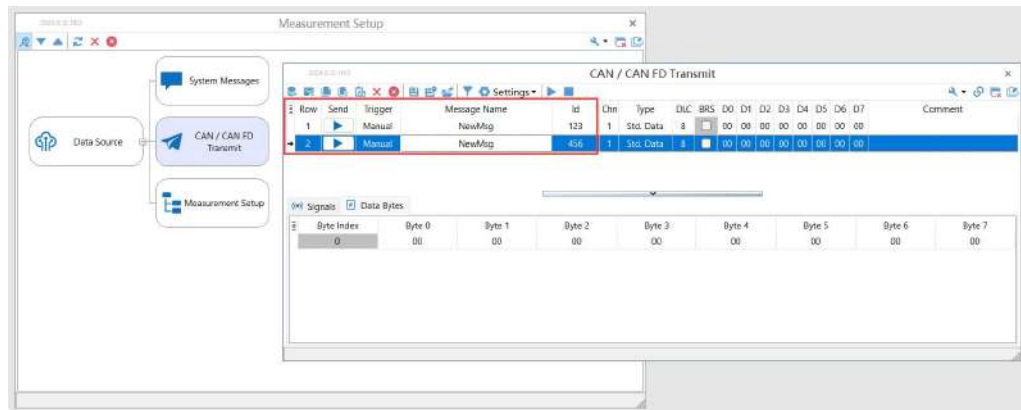 Measurement Setup
System Messages
Data Source
CAN / CAN FD
Transmit
Measurement Setup
CAN / CAN FD Transmit
Settings
Row Send Trigger Message Name Id Chn Type DLC BRS D0 D1 D2 D3 D4 D5 D6 D7 Comment
1 Manual NewMsg 123 1 Std. Data 8 00 00 00 00 00 00 00 00
2 Manual NewMsg 456 1 Std. Data 8 00 00 00 00 00 00 00 00
Signals Data Bytes
Byte Index Byte 0 Byte 1 Byte 2 Byte 3 Byte 4 Byte 5 Byte 6 Byte 7
0 00 00 00 00 00 00 00 00